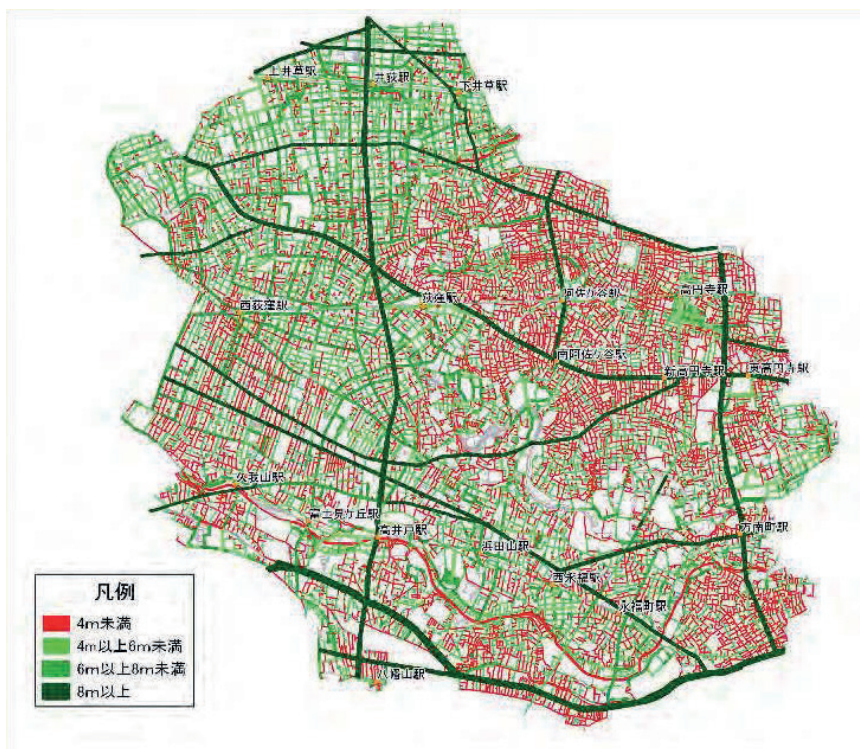 上井草駅
井荻駅
下井草駅
西荻窪駅
荻窪駅
阿佐ケ谷駅
高円寺駅
南阿佐ケ谷駅
新高円寺駅
東高円寺駅
久我山駅
富士見ケ丘駅
高井戸駅
浜田山駅
西永福駅
方南町駅
永福町駅
八幡山駅
凡例
4m未満
4m以上6m未満
6m以上8m未満
8m以上